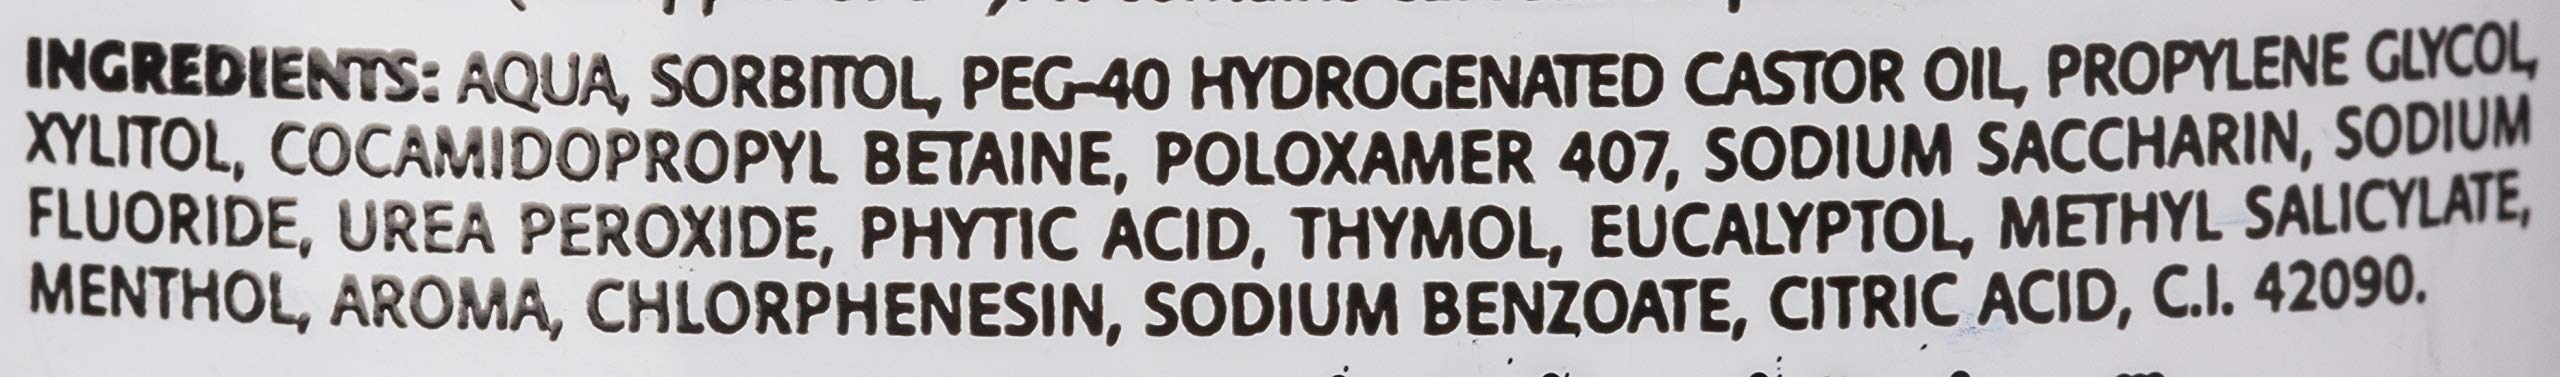 INGREDIENTS: AQUA, SORBITOL, PEG-40 HYDROGENATED CASTOR OIL, PROPYLENE GLYCOL,
XYLITOL, COCAMIDOPROPYL BETAINE, POLOXAMER 407, SODIUM SACCHARIN, SODIUM
FLUORIDE, UREA PEROXIDE, PHYTIC ACID, THYMOL, EUCALYPTOL, METHYL SALICYLATE,
MENTHOL, AROMA, CHLORPHENESIN, SODIUM BENZOATE, CITRIC ACID, C.I. 42090.